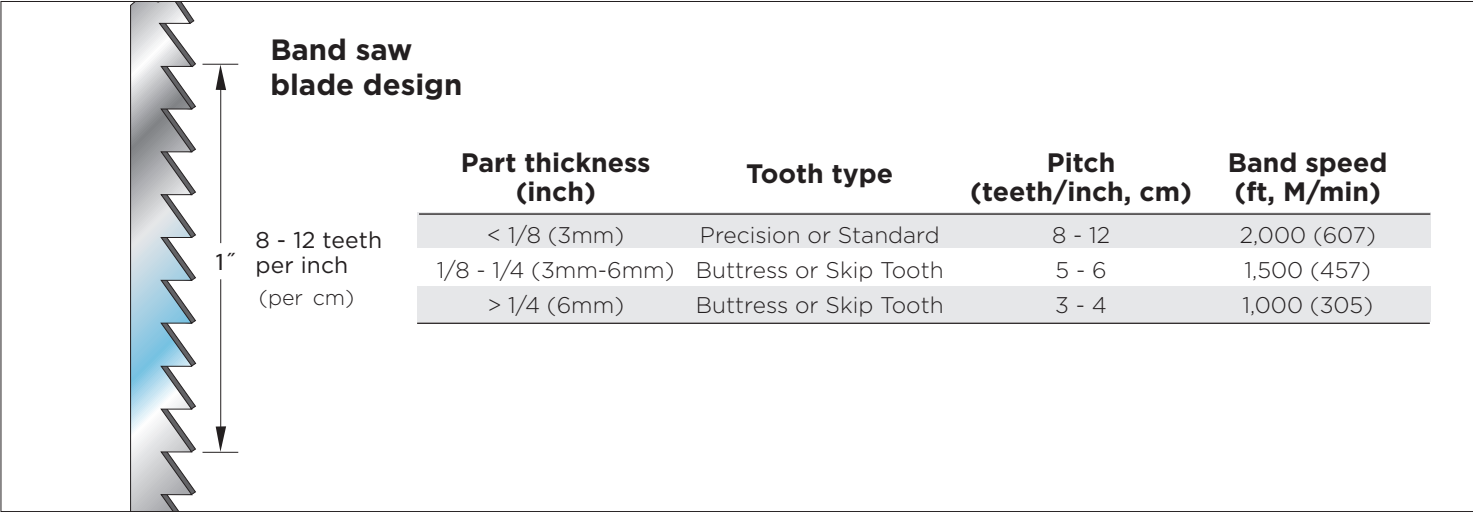 Band saw
blade design
8 - 12 teeth
per inch
(per cm)
1″
Part thickness
(inch)
Tooth type
Pitch
(teeth/inch, cm)
Band speed
(ft, M/min)
< 1/8 (3mm) Precision or Standard 8 - 12 2,000 (607)
1/8 - 1/4 (3mm-6mm) Buttress or Skip Tooth 5 - 6 1,500 (457)
> 1/4 (6mm) Buttress or Skip Tooth 3 - 4 1,000 (305)